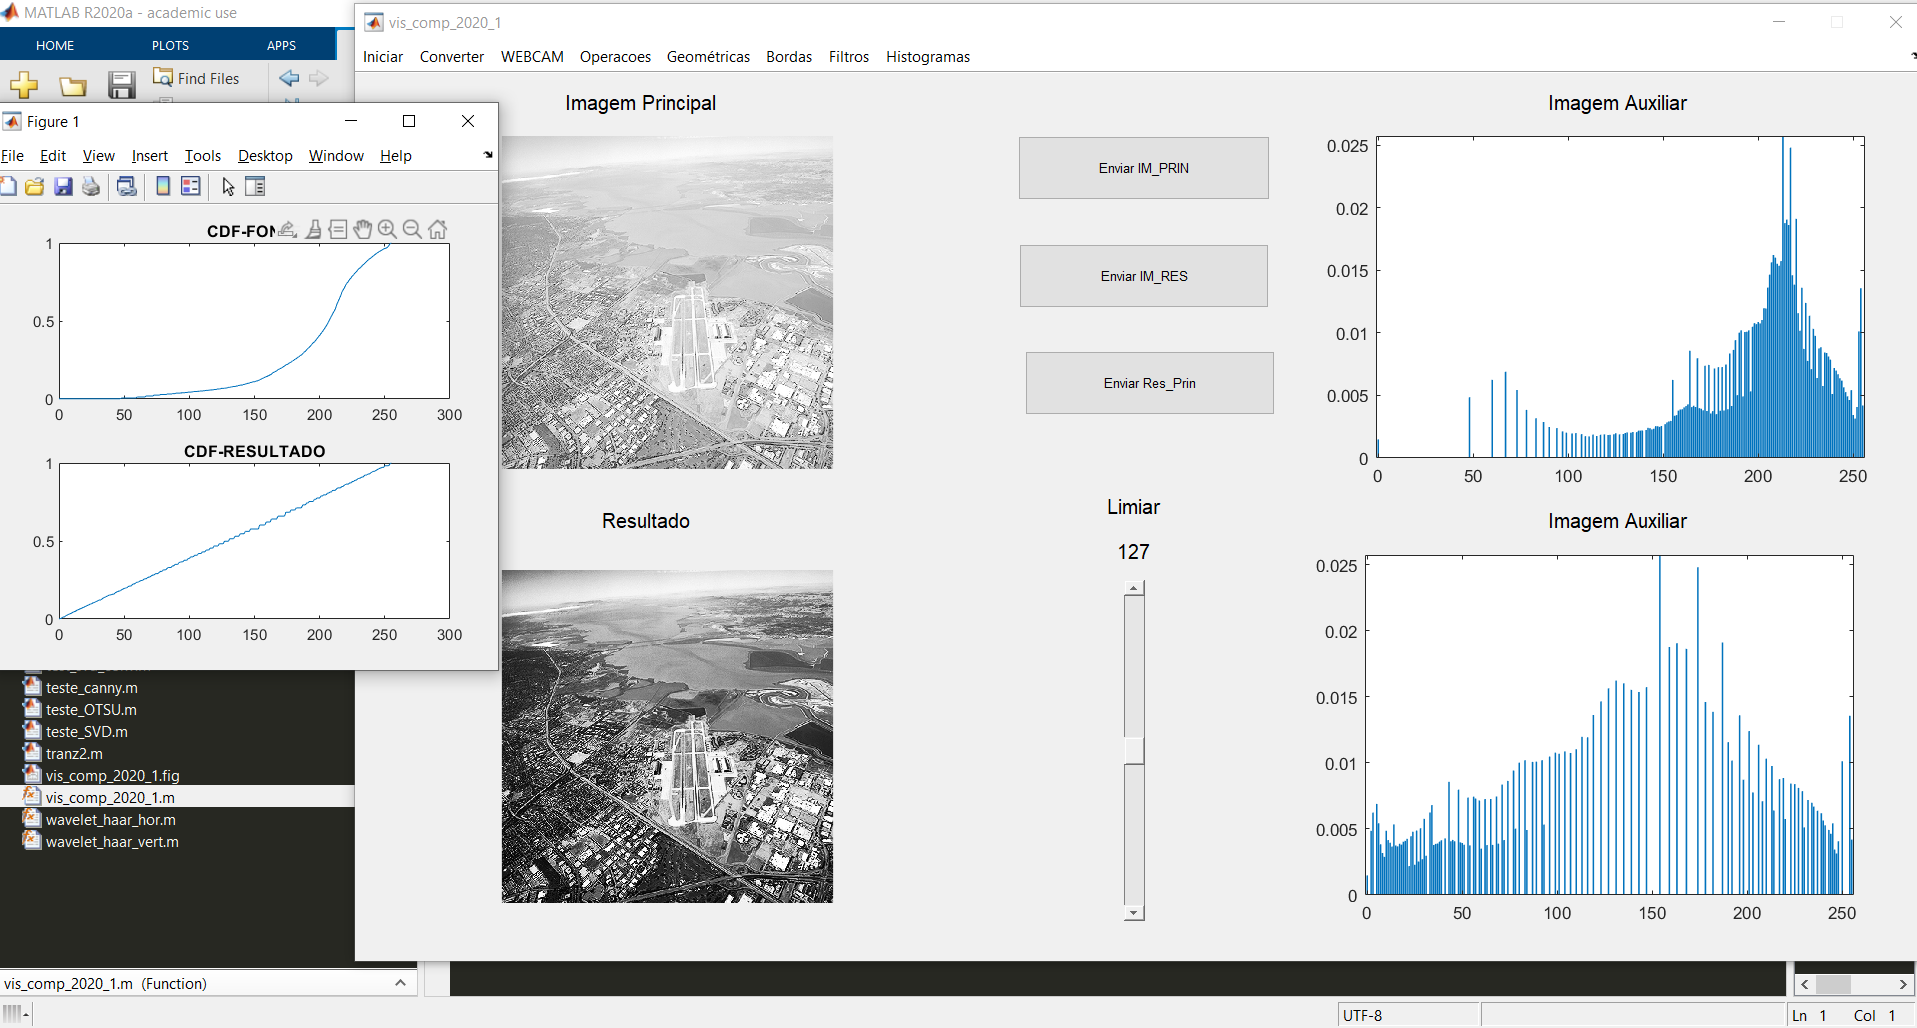 MATLAB R2020a - academic use
HOME PLOTS APPS
Find Files
vis_comp_2020_1
Iniciar Converter WEBCAM Operacoes Geométricas Bordas Filtros Histogramas
Figure 1
File Edit View Insert Tools Desktop Window Help
CDF-FON
1
0.5
0
0 50 100 150 200 250 300
CDF-RESULTADO
1
0.5
0
0 50 100 150 200 250 300
Imagem Principal
Resultado
Enviar IM_PRIN
Enviar IM_RES
Enviar Res_Prin
Limiar
127
Imagem Auxiliar
0.025
0.02
0.015
0.01
0.005
0
0 50 100 150 200 250
Imagem Auxiliar
0.025
0.02
0.015
0.01
0.005
0
0 50 100 150 200 250
teste_canny.m
teste_OTSU.m
teste_SVD.m
tranz2.m
vis_comp_2020_1.fig
vis_comp_2020_1.m
wavelet_haar_hor.m
wavelet_haar_vert.m
vis_comp_2020_1.m (Function)
UTF-8
Ln 1 Col 1